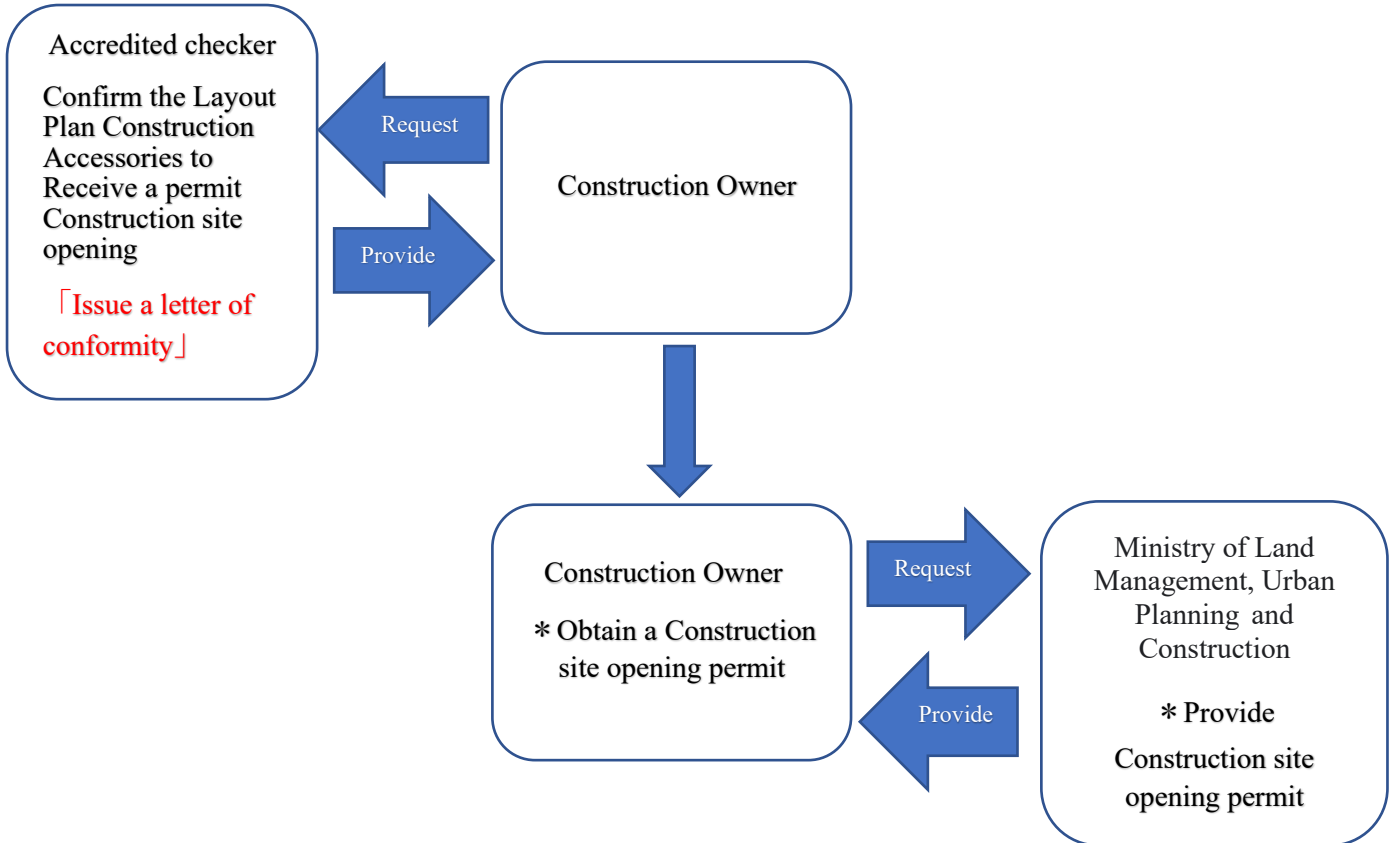 Accredited checker
Confirm the Layout
Plan Construction
Accessories to
Receive a permit
Construction site
opening
「Issue a letter of
conformity」
Request
Provide
Construction Owner
Construction Owner
* Obtain a Construction
site opening permit
Request
Provide
Ministry of Land
Management, Urban
Planning and
Construction
* Provide
Construction site
opening permit